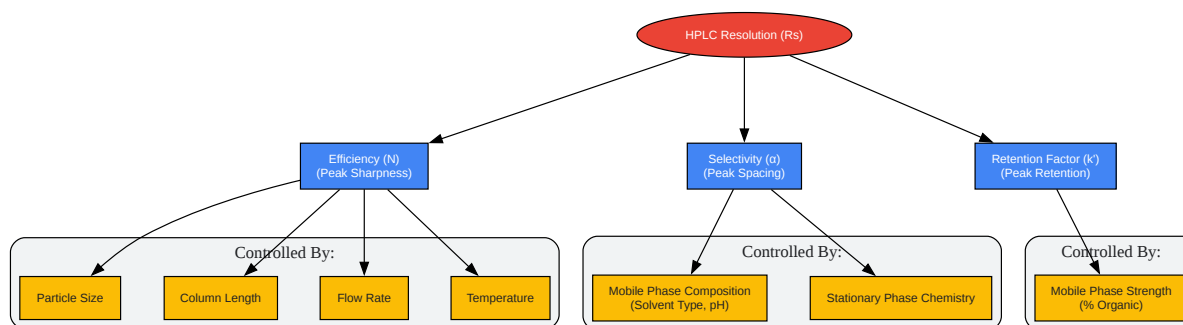 HPLC Resolution (Rs)
Efficiency (N)
(Peak Sharpness)
Selectivity (α)
(Peak Spacing)
Retention Factor (k')
(Peak Retention)
Controlled By:
Controlled By:
Controlled By:
Particle Size
Column Length
Flow Rate
Temperature
Mobile Phase Composition
(Solvent Type, pH)
Stationary Phase Chemistry
Mobile Phase Strength
(% Organic)